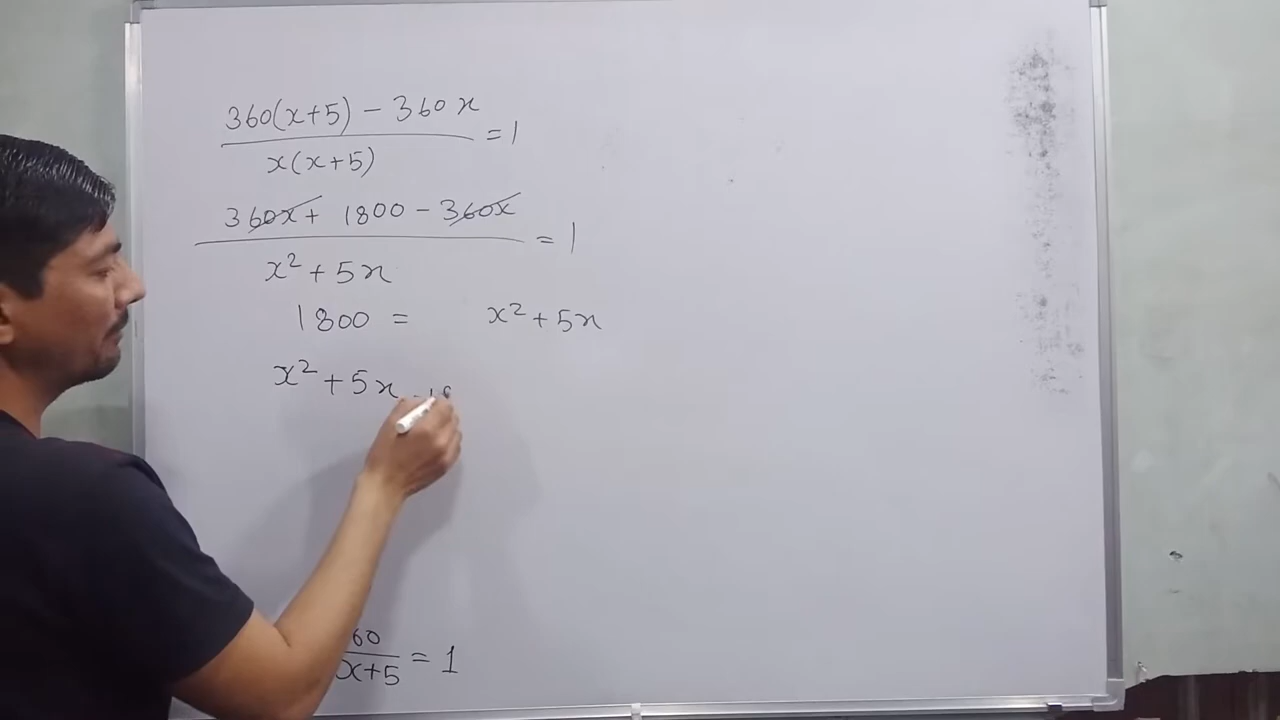 360(x+5) - 360x
x(x+5)
= 1
360x + 1800 - 360x
x² + 5x
= 1
1800 = x² + 5x
x² + 5x
60
x+5
= 1